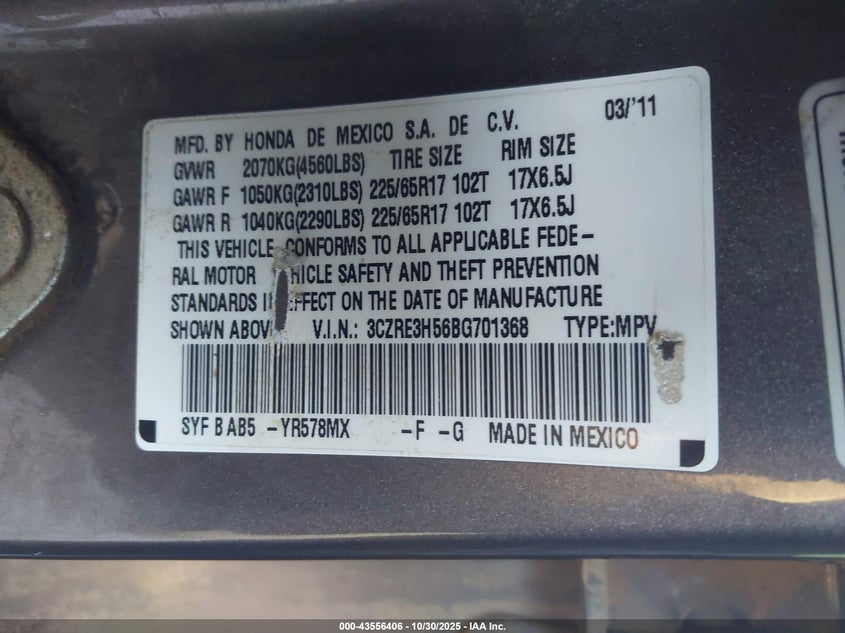 MFD. BY HONDA DE MEXICO S.A. DE C.V. 03/'11
GVWR 2070KG(4560LBS) TIRE SIZE RIM SIZE
GAWR F 1050KG(2310LBS) 225/65R17 102T 17X6.5J
GAWR R 1040KG(2290LBS) 225/65R17 102T 17X6.5J
THIS VEHICLE CONFORMS TO ALL APPLICABLE FEDE-
RAL MOTOR VEHICLE SAFETY AND THEFT PREVENTION
STANDARDS IN EFFECT ON THE DATE OF MANUFACTURE
SHOWN ABOVE V.I.N.: 3CZRE3H56BG701368 TYPE:MPV
SYF B AB5 -YR578MX -F -G MADE IN MEXICO
000-43556406 - 10/30/2025 - IAA Inc.